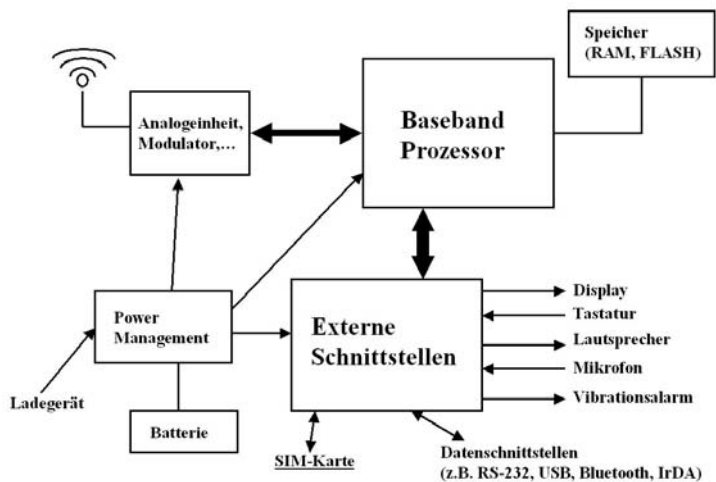 Speicher
(RAM, FLASH)
Analogeinheit,
Modulator,...
Baseband
Prozessor
Power
Management
Externe
Schnittstellen
Display
Tastatur
Lautsprecher
Mikrofon
Vibrationsalarm
Ladegerät
Batterie
SIM-Karte
Datenschnittstellen
(z.B. RS-232, USB, Bluetooth, IrDA)